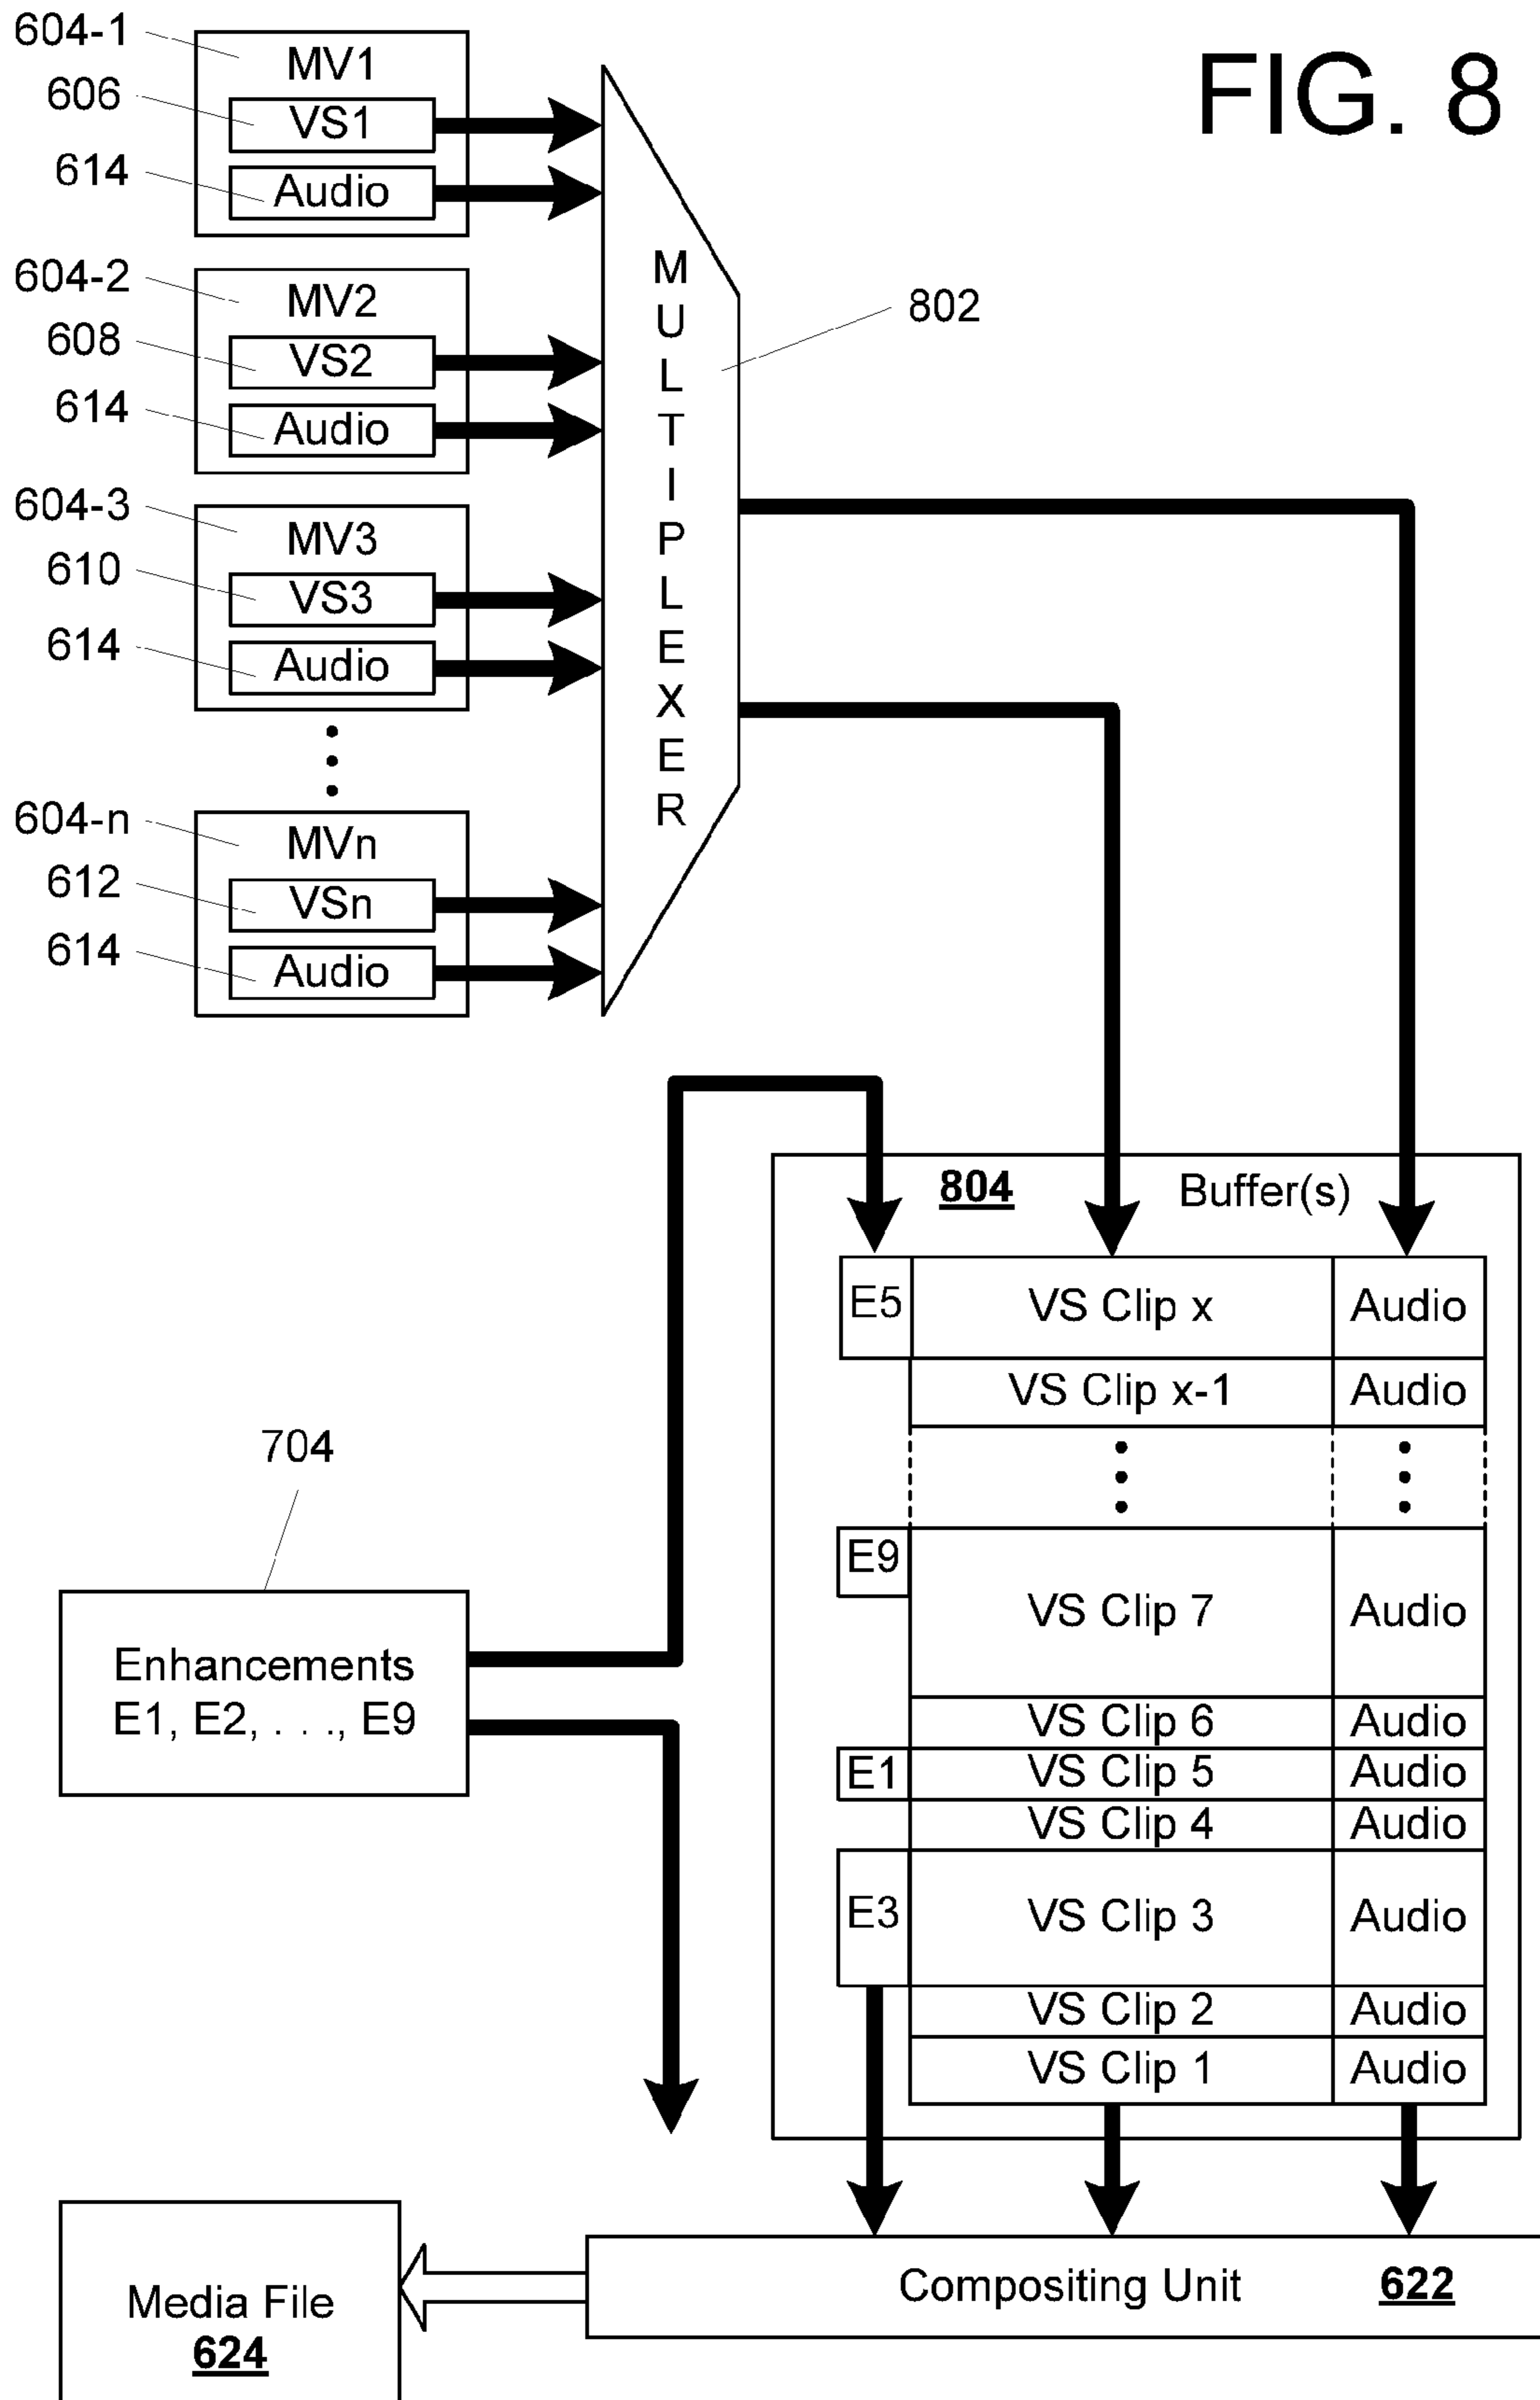 FIG. 8
604-1
MV1
606
VS1
614
Audio
604-2
MV2
608
VS2
614
Audio
604-3
MV3
610
VS3
614
Audio
604-n
MVn
612
VSn
614
Audio
MULTIPLEXER
802
804
Buffer(s)
E5
VS Clip x
Audio
VS Clip x-1
Audio
E9
VS Clip 7
Audio
VS Clip 6
Audio
E1
VS Clip 5
Audio
VS Clip 4
Audio
E3
VS Clip 3
Audio
VS Clip 2
Audio
VS Clip 1
Audio
704
Enhancements
E1, E2, . . ., E9
Compositing Unit
622
Media File
624